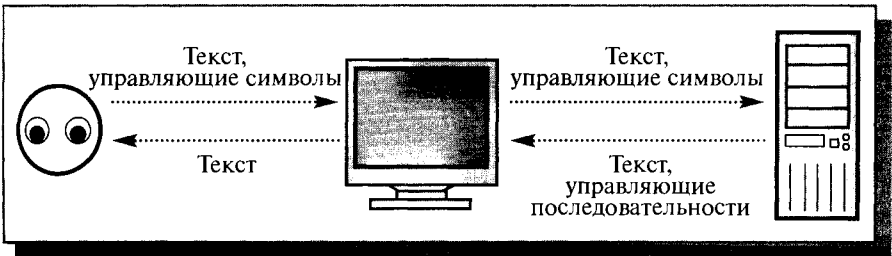 Текст,
управляющие символы
Текст
Текст,
управляющие символы
Текст,
управляющие
последовательности